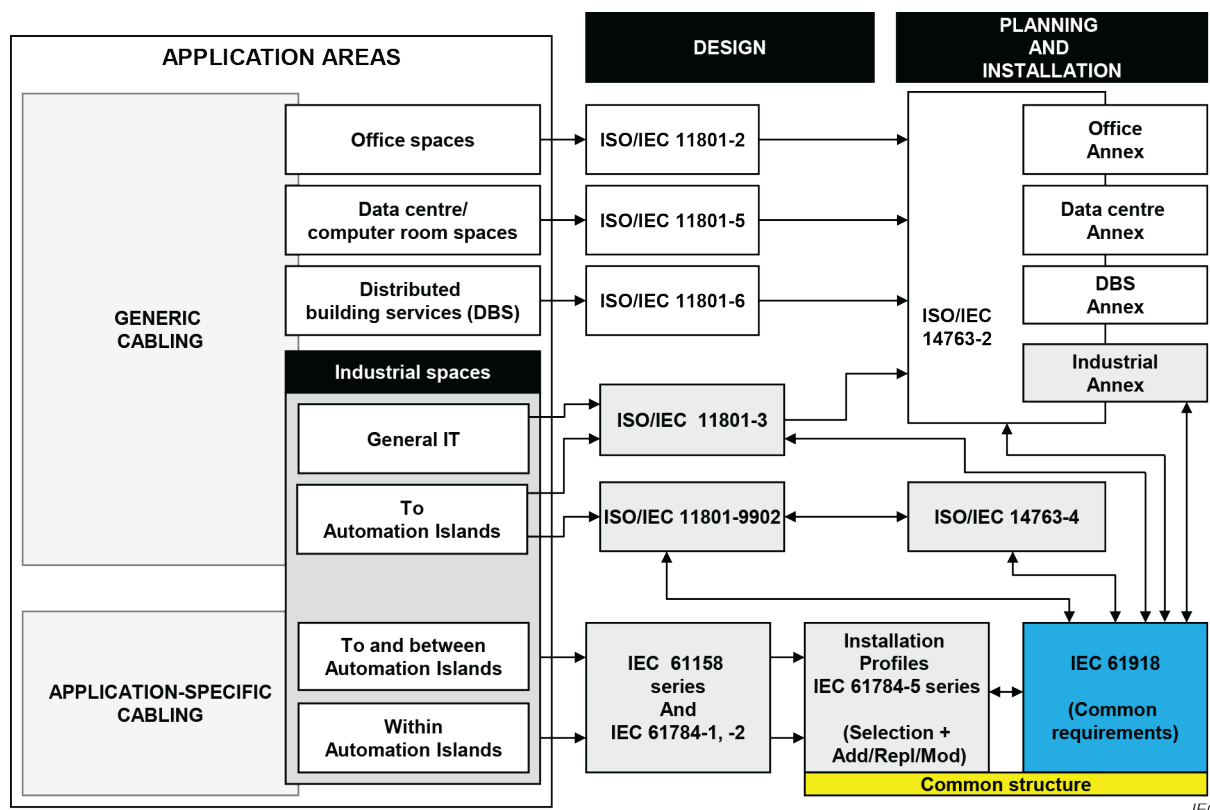 APPLICATION AREAS
DESIGN
PLANNING
AND
INSTALLATION
GENERIC
CABLING
Office spaces
ISO/IEC 11801-2
Office
Annex
Data centre/
computer room spaces
ISO/IEC 11801-5
Data centre
Annex
Distributed
building services (DBS)
ISO/IEC 11801-6
DBS
Annex
ISO/IEC
14763-2
Industrial spaces
Industrial
Annex
General IT
ISO/IEC 11801-3
To
Automation Islands
ISO/IEC 11801-9902
ISO/IEC 14763-4
APPLICATION-SPECIFIC
CABLING
To and between
Automation Islands
Within
Automation Islands
IEC 61158
series
And
IEC 61784-1, -2
Installation
Profiles
IEC 61784-5 series
(Selection +
Add/Repl/Mod)
IEC 61918
(Common
requirements)
Common structure